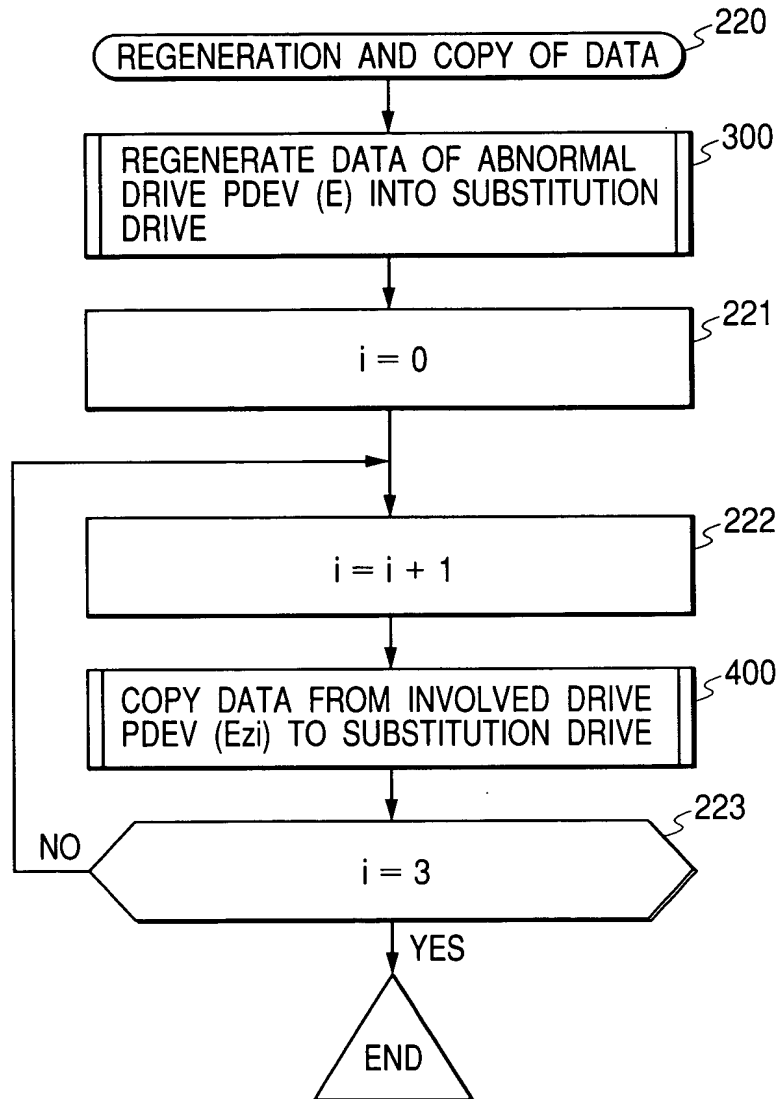 REGENERATION AND COPY OF DATA
220
REGENERATE DATA OF ABNORMAL
DRIVE PDEV (E) INTO SUBSTITUTION
DRIVE
300
i = 0
221
i = i + 1
222
COPY DATA FROM INVOLVED DRIVE
PDEV (Ezi) TO SUBSTITUTION DRIVE
400
i = 3
223
NO
YES
END